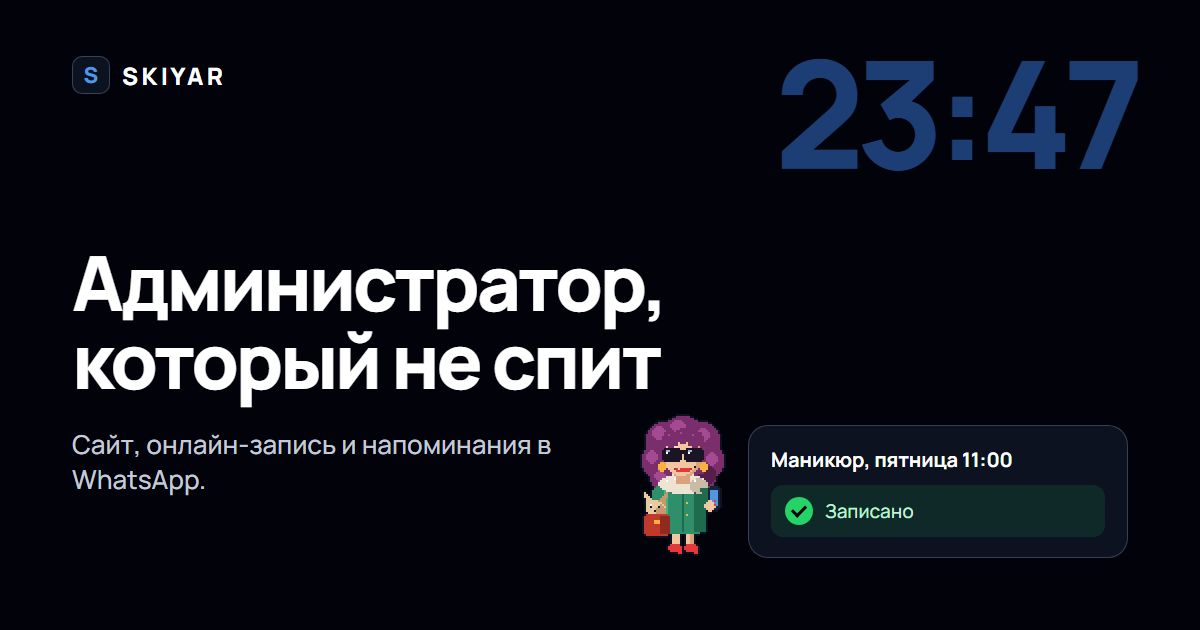 S SKIYAR
23:47
Администратор,
который не спит
Сайт, онлайн-запись и напоминания в
WhatsApp.
Маникюр, пятница 11:00
Записано